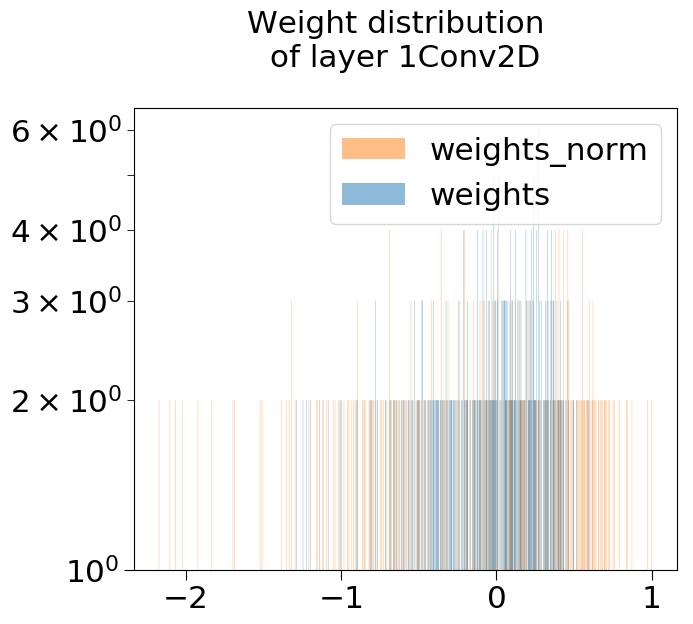 Weight distribution
of layer 1Conv2D
6 × 10⁰
4 × 10⁰
3 × 10⁰
2 × 10⁰
10⁰
weights_norm
weights
−2 −1 0 1